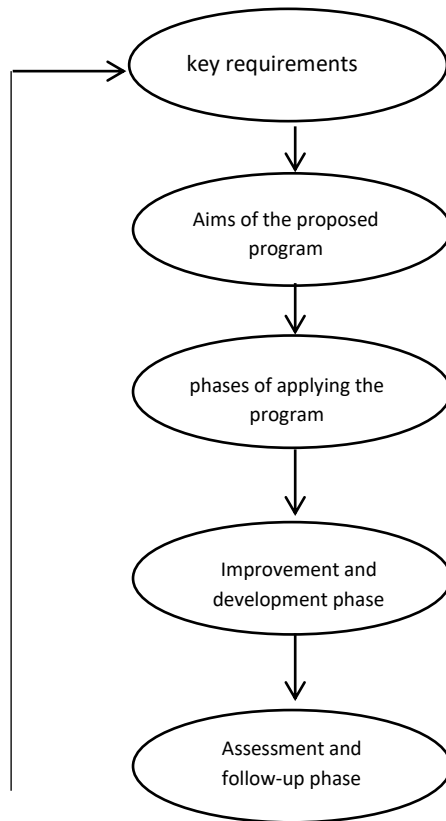 key requirements
Aims of the proposed
program
phases of applying the
program
Improvement and
development phase
Assessment and
follow-up phase